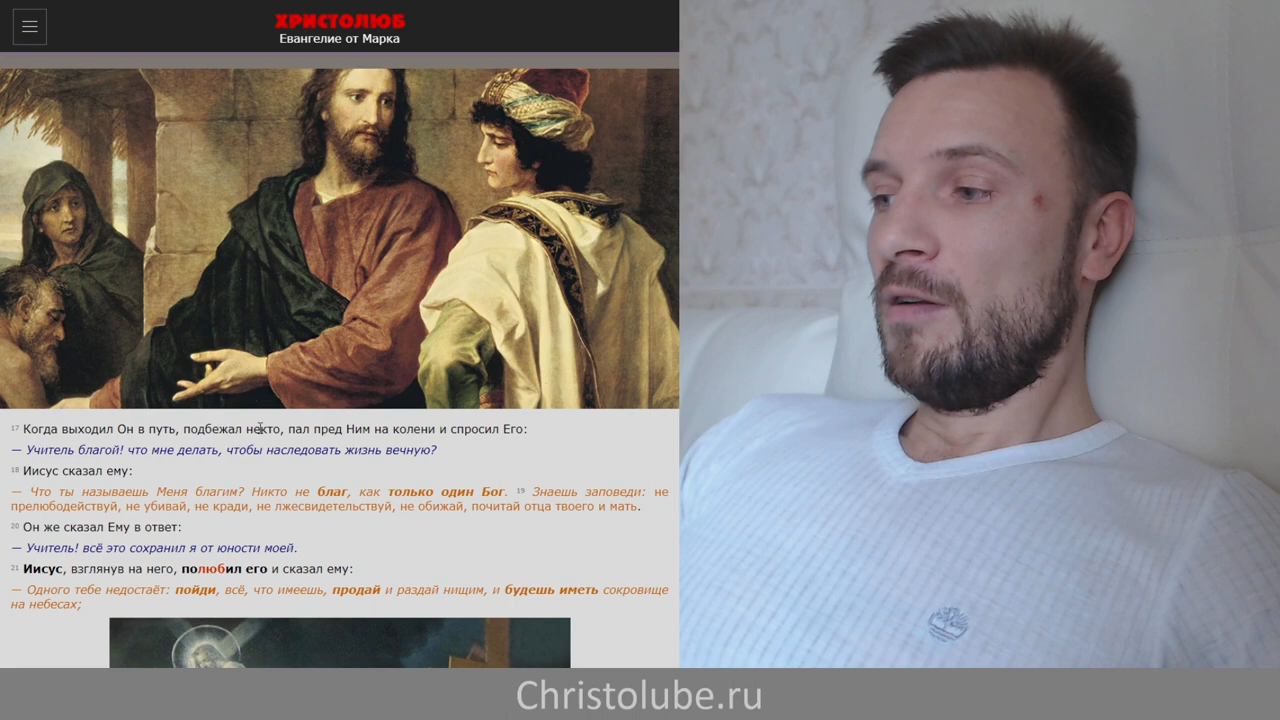 ХРИСТОЛЮБ
Евангелие от Марка
17 Когда выходил Он в путь, подбежал некто, пал пред Ним на колени и спросил Его:
— Учитель благой! что мне делать, чтобы наследовать жизнь вечную?
18 Иисус сказал ему:
— Что ты называешь Меня благим? Никто не благ, как только один Бог. 19 Знаешь заповеди: не
прелюбодействуй, не убивай, не кради, не лжесвидетельствуй, не обижай, почитай отца твоего и мать.
20 Он же сказал Ему в ответ:
— Учитель! всё это сохранил я от юности моей.
21 Иисус, взглянув на него, полюбил его и сказал ему:
— Одного тебе недостаёт: пойди, всё, что имеешь, продай и раздай нищим, и будешь иметь сокровище
на небесах;
Christolube.ru